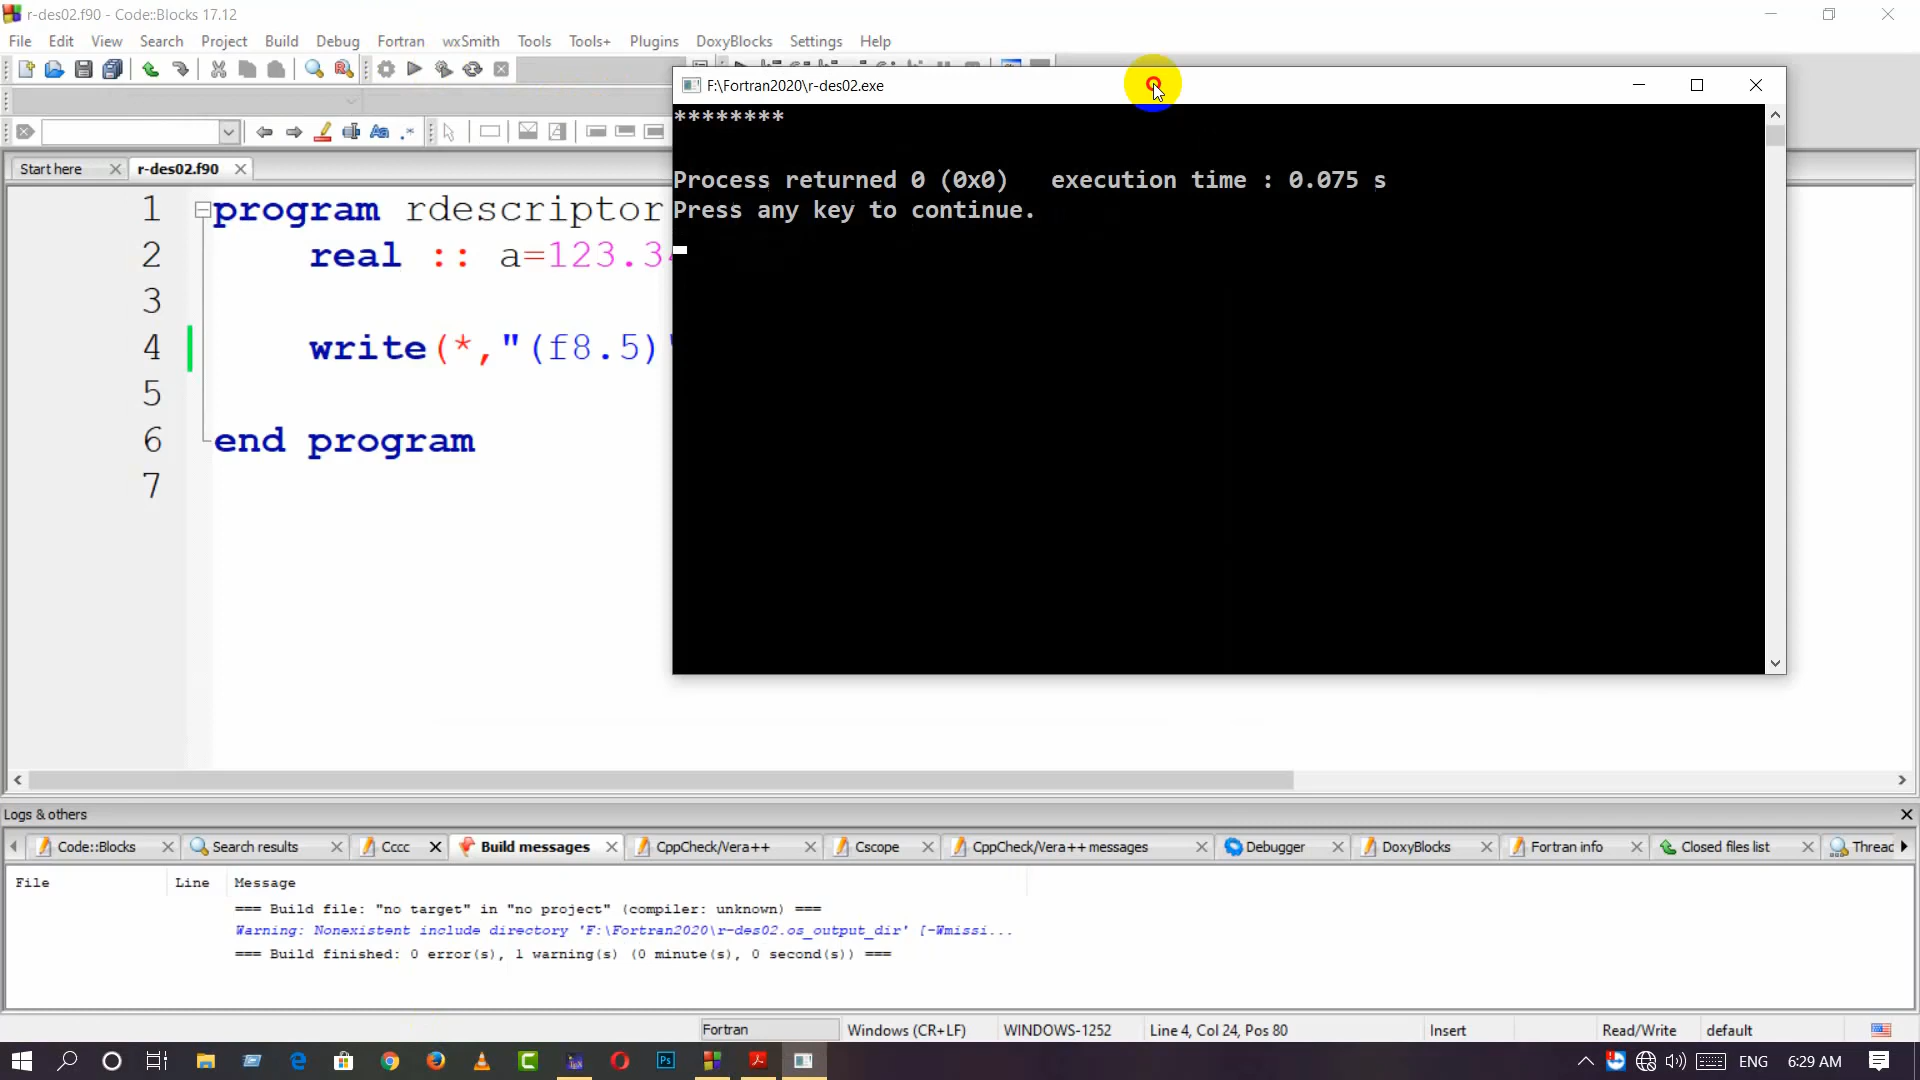 r-des02.f90 - Code::Blocks 17.12
File Edit View Search Project Build Debug Fortran wxSmith Tools Tools+ Plugins DoxyBlocks Settings Help
F:\Fortran2020\r-des02.exe
********
Process returned 0 (0x0)   execution time : 0.075 s
Press any key to continue.
Start here r-des02.f90
1 program rdescriptor
2 real :: a=123.34
3
4 write(*,"(f8.5)"
5
6 end program
7
Logs & others
Code::Blocks Search results Cccc Build messages CppCheck/Vera++ Cscope CppCheck/Vera++ messages Debugger DoxyBlocks Fortran info Closed files list Thread
File Line Message
=== Build file: "no target" in "no project" (compiler: unknown) ===
Warning: Nonexistent include directory 'F:\Fortran2020\r-des02.os_output_dir' [-Wmissi...
=== Build finished: 0 error(s), 1 warning(s) (0 minute(s), 0 second(s)) ===
Fortran Windows (CR+LF) WINDOWS-1252 Line 4, Col 24, Pos 80 Insert Read/Write default
ENG 6:29 AM